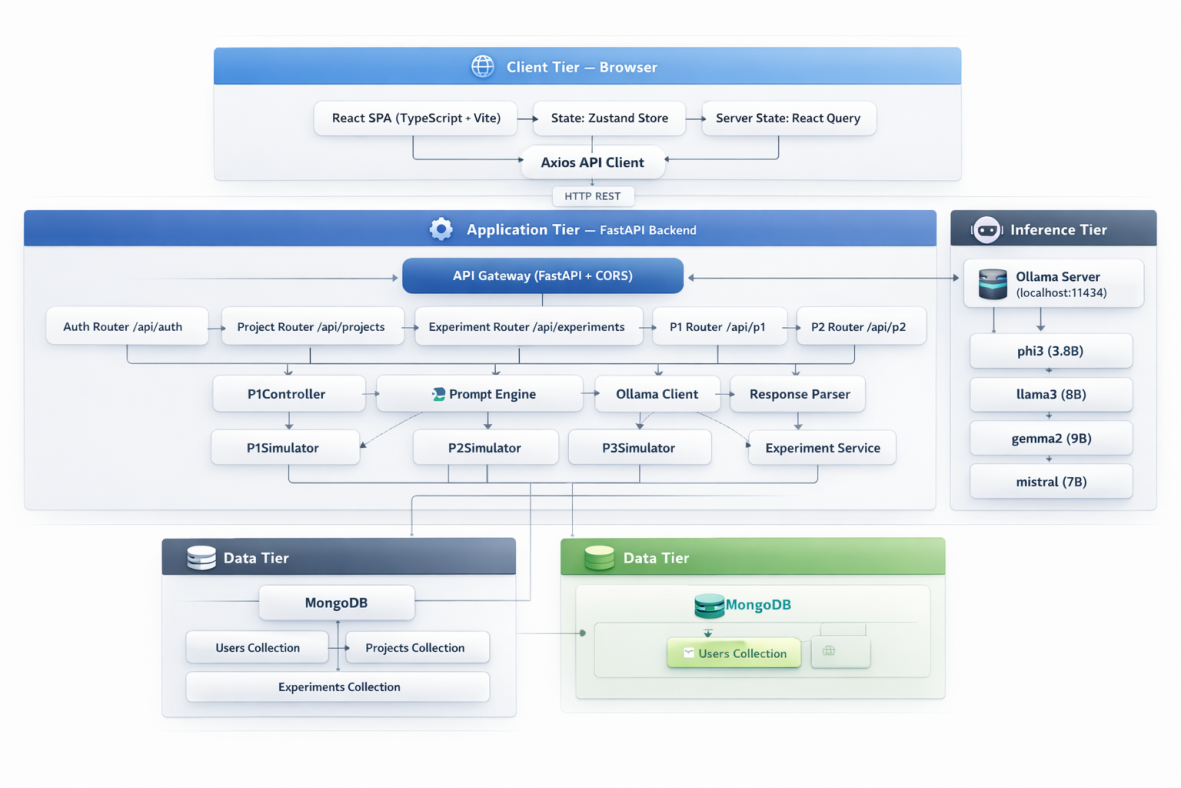 Client Tier — Browser
React SPA (TypeScript + Vite)
State: Zustand Store
Server State: React Query
Axios API Client
HTTP REST
Application Tier — FastAPI Backend
API Gateway (FastAPI + CORS)
Auth Router /api/auth
Project Router /api/projects
Experiment Router /api/experiments
P1 Router /api/p1
P2 Router /api/p2
P1Controller
Prompt Engine
Ollama Client
Response Parser
P1Simulator
P2Simulator
P3Simulator
Experiment Service
Inference Tier
Ollama Server
(localhost:11434)
phi3 (3.8B)
llama3 (8B)
gemma2 (9B)
mistral (7B)
Data Tier
MongoDB
Users Collection
Projects Collection
Experiments Collection
Data Tier
MongoDB
Users Collection